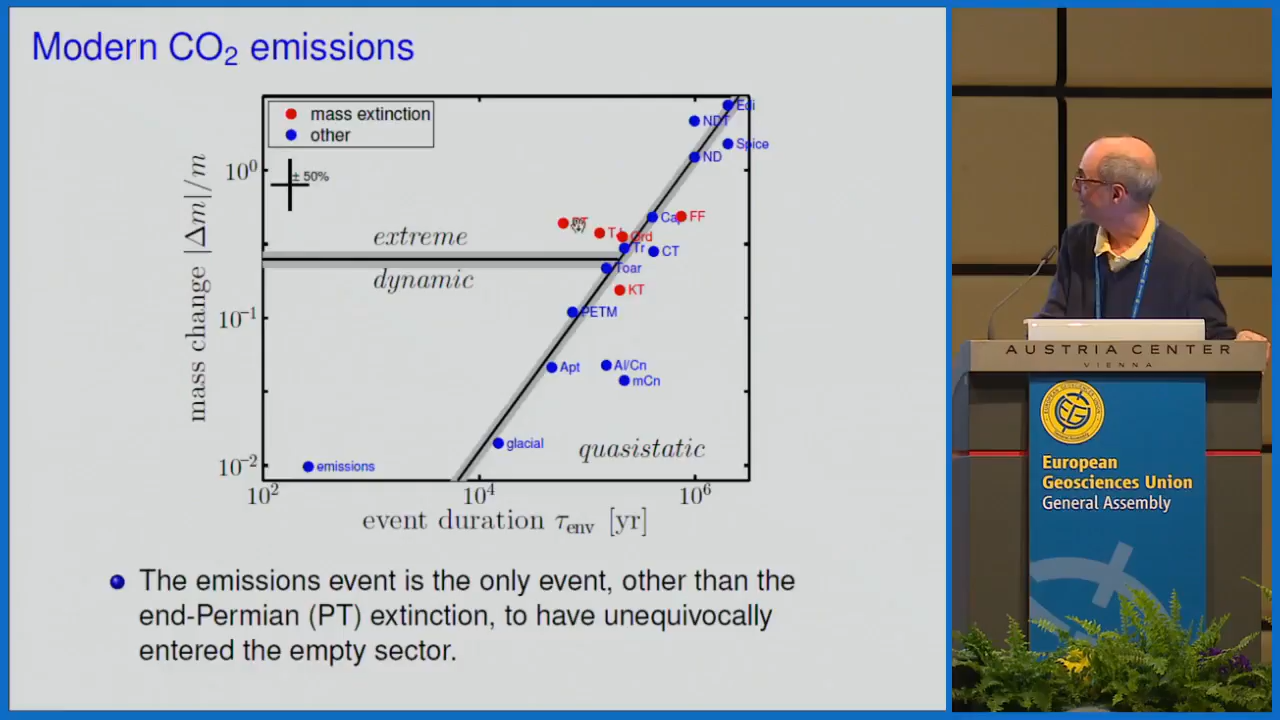 Modern CO₂ emissions
mass extinction
other
± 50%
extreme
dynamic
quasistatic
Edi
NDT
Spice
ND
Cap
FF
TJ
Ord
Tr
CT
Toar
KT
PETM
Apt
Al/Cn
mCn
glacial
emissions
10⁰
10⁻¹
10⁻²
10²
10⁴
10⁶
mass change |Δm|/m
event duration τenv [yr]
The emissions event is the only event, other than the
end-Permian (PT) extinction, to have unequivocally
entered the empty sector.
AUSTRIA CENTER
VIENNA
European
Geosciences Union
General Assembly